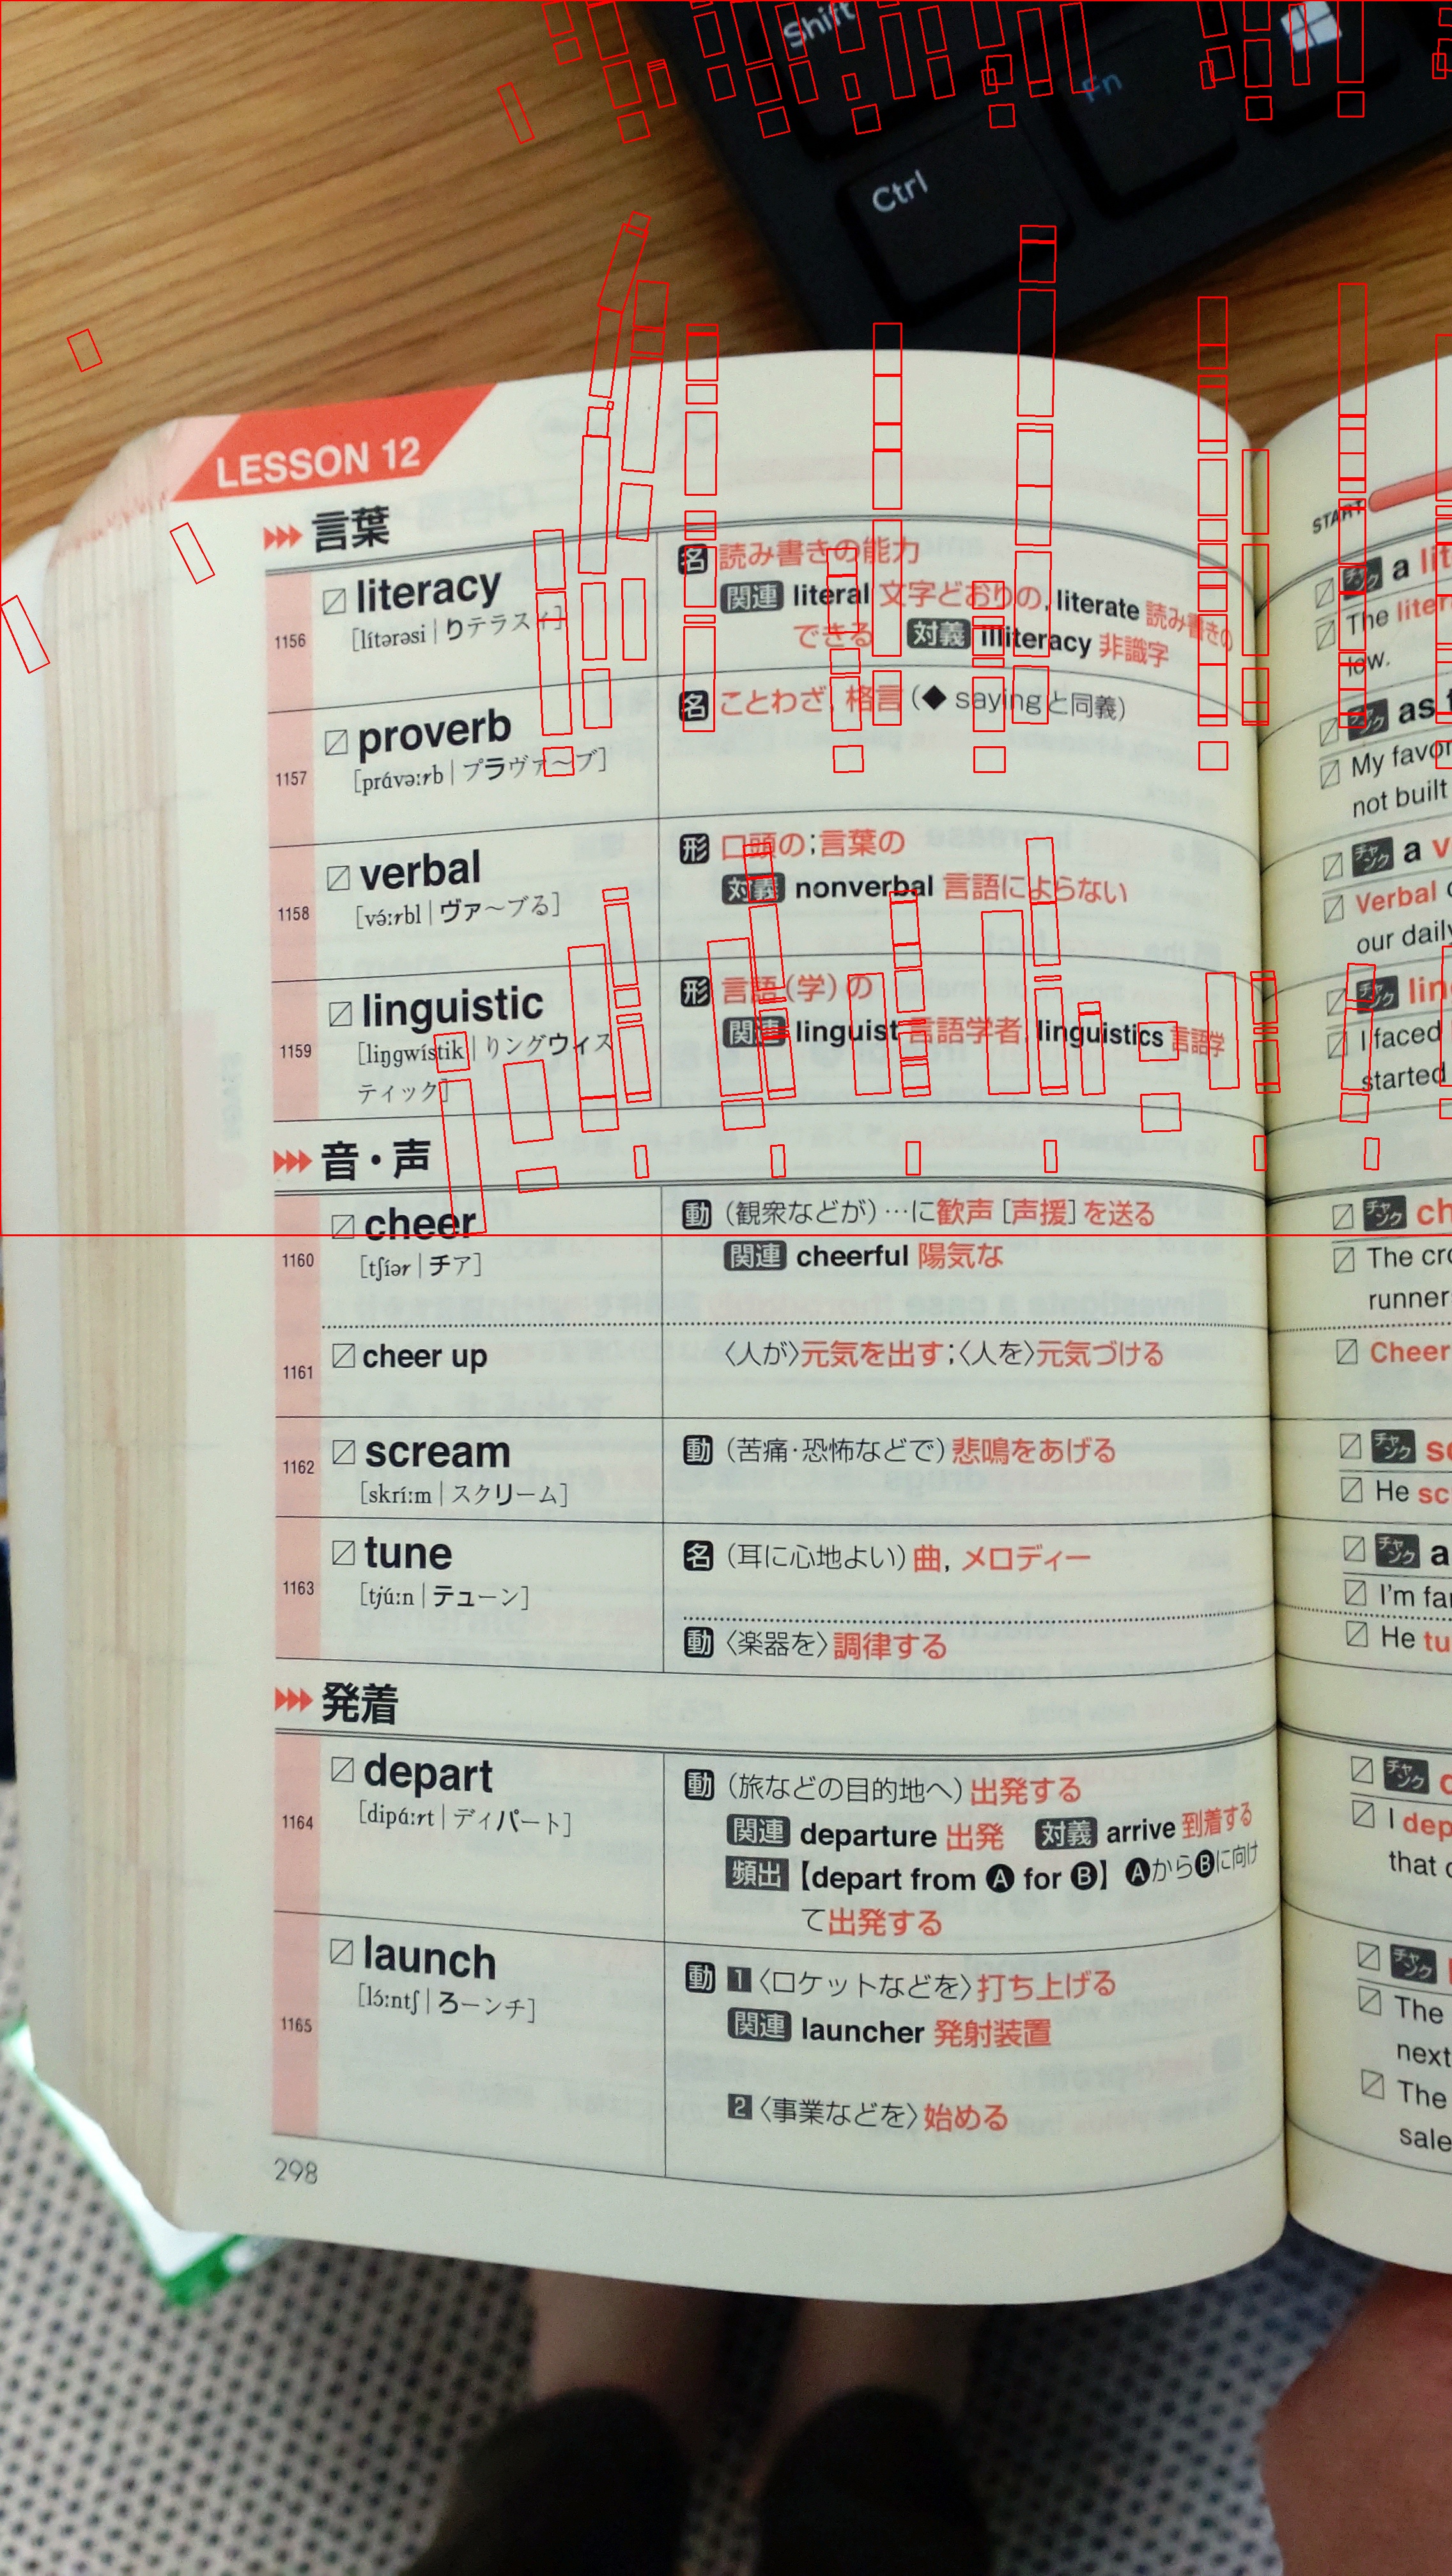 Shift
Fn
Ctrl
LESSON 12
言葉
1156
literacy
[lítərəsi | りテラスィ]
名 読み書きの能力
関連 literal 文字どおりの, literate 読み書きの
できる 対義 illiteracy 非識字
1157
proverb
[právəːrb | プラヴァ〜ブ]
名 ことわざ, 格言 (◆ sayingと同義)
1158
verbal
[vɚ́ːrbl | ヴァ〜ブる]
形 口頭の;言葉の
対義 nonverbal 言語によらない
1159
linguistic
[liŋgwístik | りングウィス
ティック]
形 言語(学)の
関連 linguist 言語学者, linguistics 言語学
音・声
1160
cheer
[tʃíər | チア]
動 (観衆などが)…に歓声[声援]を送る
関連 cheerful 陽気な
1161
cheer up
〈人が〉元気を出す;〈人を〉元気づける
1162
scream
[skríːm | スクリーム]
動 (苦痛・恐怖などで)悲鳴をあげる
1163
tune
[tjúːn | テューン]
名 (耳に心地よい)曲, メロディー
動 〈楽器を〉調律する
発着
1164
depart
[dipáːrt | ディパート]
動 (旅などの目的地へ)出発する
関連 departure 出発 対義 arrive 到着する
頻出 【depart from A for B】 AからBに向け
て出発する
1165
launch
[lɔ́ːntʃ | ろーンチ]
動 1 〈ロケットなどを〉打ち上げる
関連 launcher 発射装置
2 〈事業などを〉始める
298
START
チャンク a lit
The liter
low.
チャンク as
My favor
not built
チャンク a v
Verbal
our daily
チャンク ling
I faced
started
チャンク ch
The cro
runner
Cheer
チャンク sc
He sc
チャンク a
I'm fa
He tu
チャンク
I dep
that
チャンク
The
next
The
sale